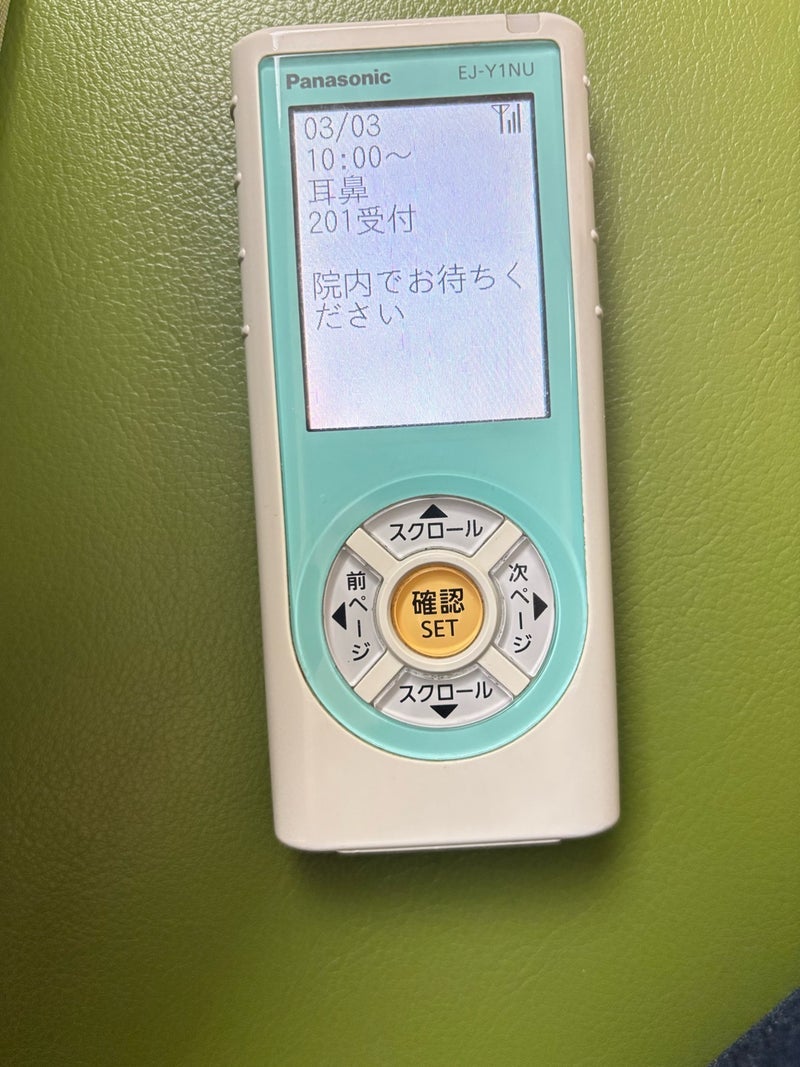 Panasonic
EJ-Y1NU
03/03
10:00～
耳鼻
201受付
院内でお待ちく
ださい
スクロール
前ページ
確認
SET
次ページ
スクロール